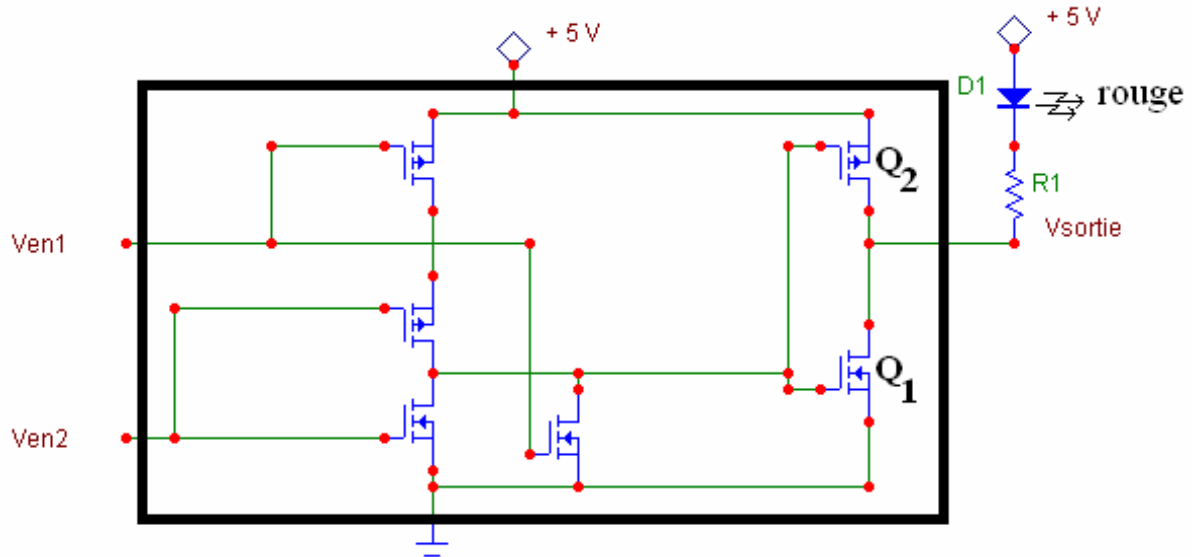 + 5 V
+ 5 V
D1
rouge
Q2
R1
Ven1
Vsortie
Q1
Ven2